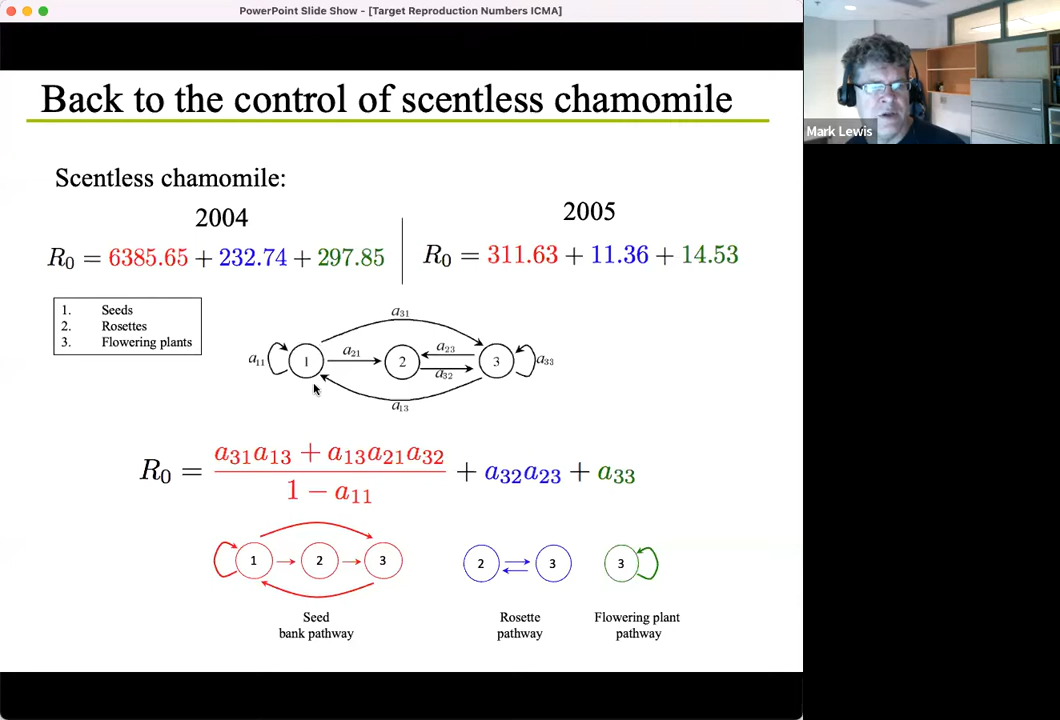 PowerPoint Slide Show - [Target Reproduction Numbers ICMA]
Mark Lewis
Back to the control of scentless chamomile
Scentless chamomile:
2004
R₀ = 6385.65 + 232.74 + 297.85
2005
R₀ = 311.63 + 11.36 + 14.53
1. Seeds
2. Rosettes
3. Flowering plants
a₃₁
a₁₁ 1 a₂₁ 2 a₂₃ 3 a₃₃
a₃₂
a₁₃
R₀ = (a₃₁a₁₃ + a₁₃a₂₁a₃₂) / (1 − a₁₁) + a₃₂a₂₃ + a₃₃
1 2 3
2 3
3
Seed
bank pathway
Rosette
pathway
Flowering plant
pathway